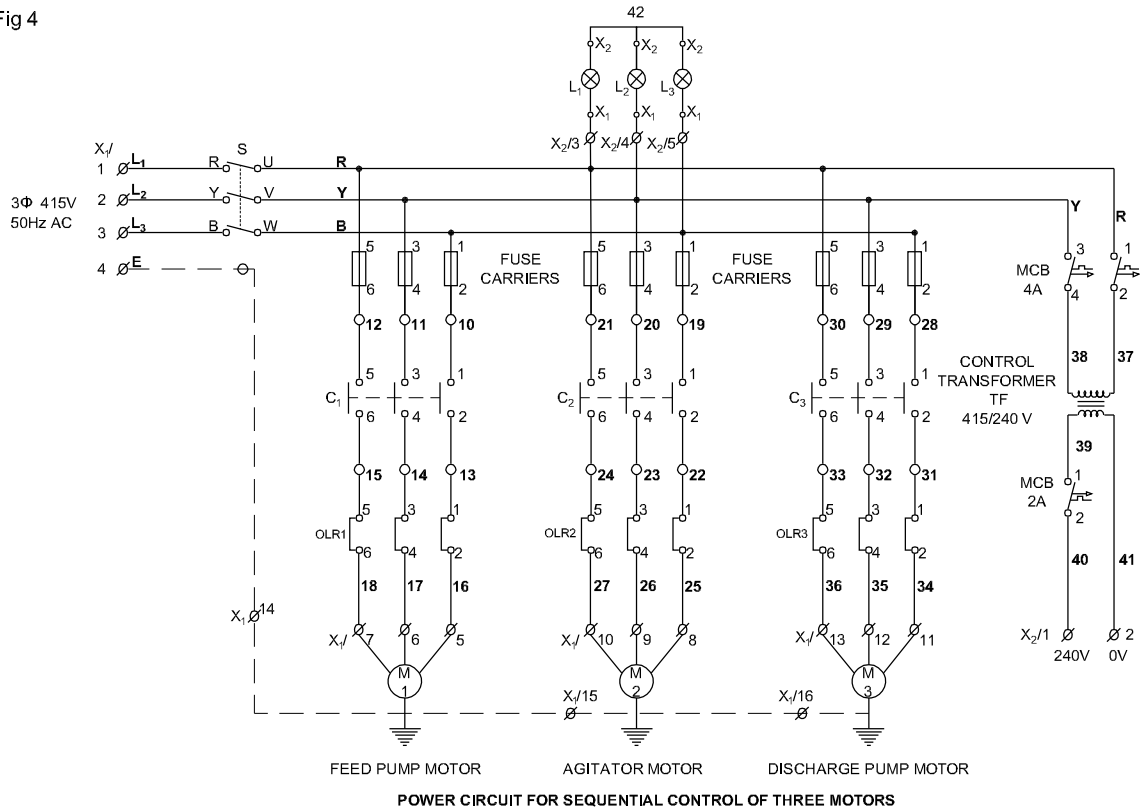 Fig 4
42
X2 X2 X2
L1 L2 L3
X1 X1 X1
X2/3 X2/4 X2/5
X1/
S
1 L1 R U R
3Φ 415V
50Hz AC
2 L2 Y V Y
3 L3 B W B
4 E
Y R
5 3 1 5 3 1 5 3 1
6 4 2 6 4 2 6 4 2
FUSE
CARRIERS
FUSE
CARRIERS
MCB
4A
3 1
4 2
12 11 10 21 20 19 30 29 28
38 37
CONTROL
TRANSFORMER
TF
415/240 V
5 3 1 5 3 1 5 3 1
C1 C2 C3
6 4 2 6 4 2 6 4 2
39
15 14 13 24 23 22 33 32 31
MCB
2A
1
2
5 3 1 5 3 1 5 3 1
OLR1 OLR2 OLR3
6 4 2 6 4 2 6 4 2
40 41
18 17 16 27 26 25 36 35 34
X1 14
X1/ 7 6 5 X1/ 10 9 8 X1/ 13 12 11
X2/1 2
240V 0V
M
1
M
2
M
3
X1/15 X1/16
FEED PUMP MOTOR AGITATOR MOTOR DISCHARGE PUMP MOTOR
POWER CIRCUIT FOR SEQUENTIAL CONTROL OF THREE MOTORS